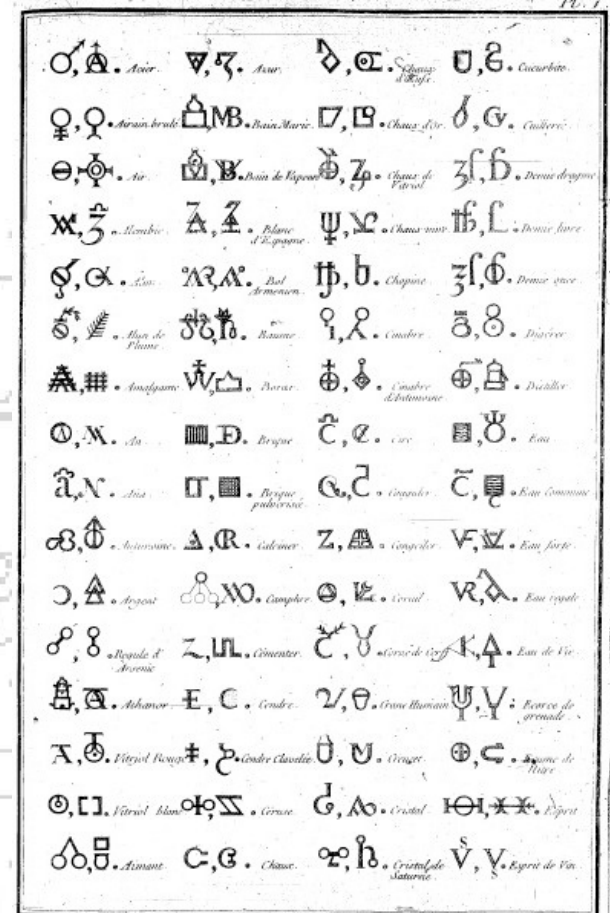 Pl. 1.
Acier
Azur
Cucurbite
Airain brulé
Bain Marie
Chaux d'Or
Cuillerée
Air
Bain de Vapeur
Chaux de
Vitriol
Demie dragme
Alembic
Blanc
d'Espagne
Chaux vive
Demie livre
Bol
Armenien
Chopine
Demie once
Alun de
Plume
Baume
Cinabre
Digérer
Amalgame
Borax
Cinabre
d'Antimoine
Distiller
An
Brique
Cire
Eau
Ana
Brique
pulverisée
Coaguler
Eau Commune
Antimoine
Calciner
Congeler
Eau forte
Argent
Camphre
Corail
Eau regale
Regule d'
Arsenic
Cémenter
Corne de Cerf
Eau de Vie
Athanor
Cendre
Crane Humain
Ecorce de
grenade
Vitriol Rouge
Cendre Clavelée
Creuset
Ecume de
Nitre
Vitriol blanc
Ceruse
Cristal
Esprit
Aimant
Chaux
Cristal de
Saturne
Esprit de Vin